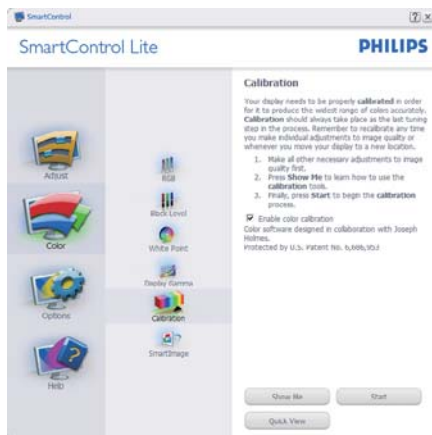 SmartControl
SmartControl Lite
PHILIPS
Adjust
Color
Options
Help
RGB
Black Level
White Point
Display Gamma
Calibration
SmartImage
Calibration
Your display needs to be properly calibrated in order
for it to produce the widest range of colors accurately.
Calibration should always take place as the last tuning
step in the process. Remember to recalibrate any time
you make individual adjustments to image quality or
whenever you move your display to a new location.
1. Make all other necessary adjustments to image
quality first.
2. Press Show Me to learn how to use the
calibration tools.
3. Finally, press Start to begin the calibration
process.
Enable color calibration
Color software designed in collaboration with Joseph
Holmes.
Protected by U.S. Patent No. 6,686,953
Show Me
Start
Quick View